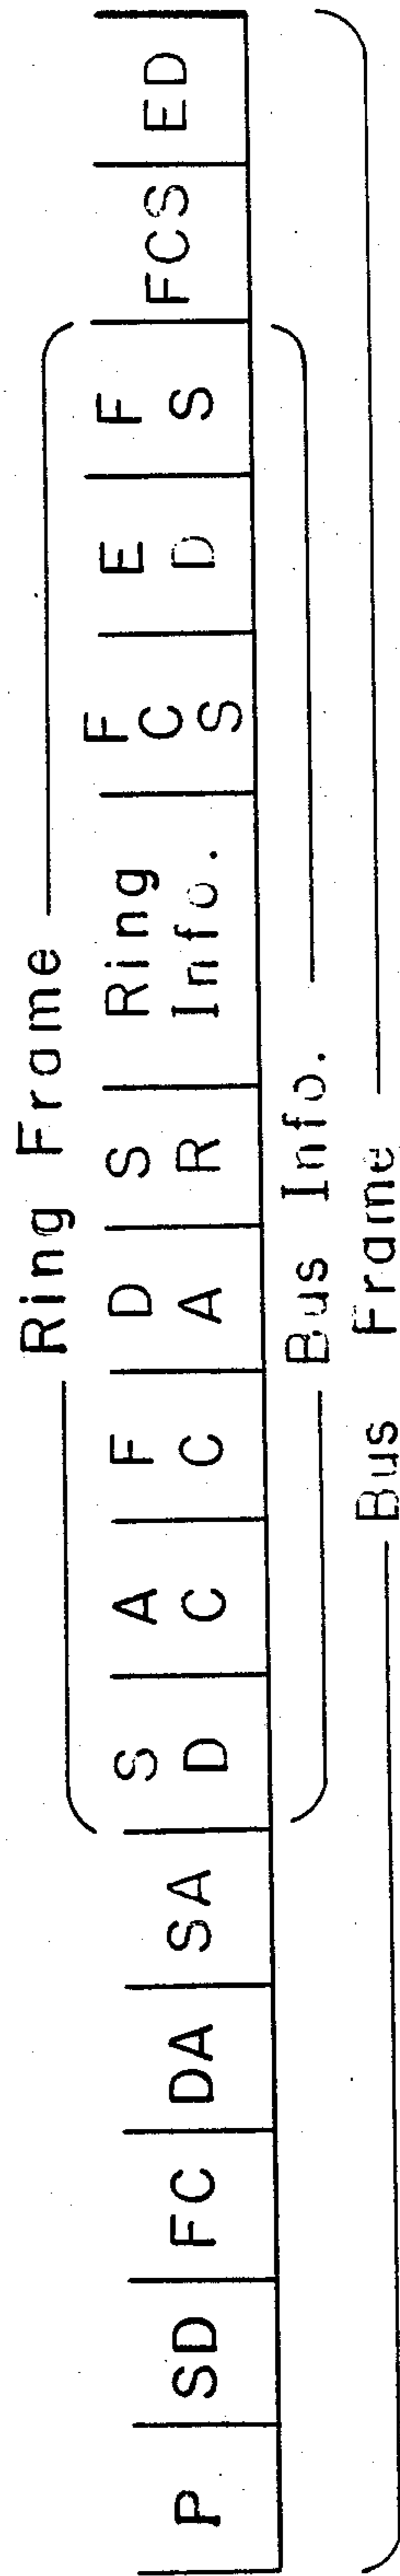 Ring Frame
P SD FC DA SA SD AC FC DA SR Ring Info. FCS ED FS FCS ED
Bus Info.
Bus Frame